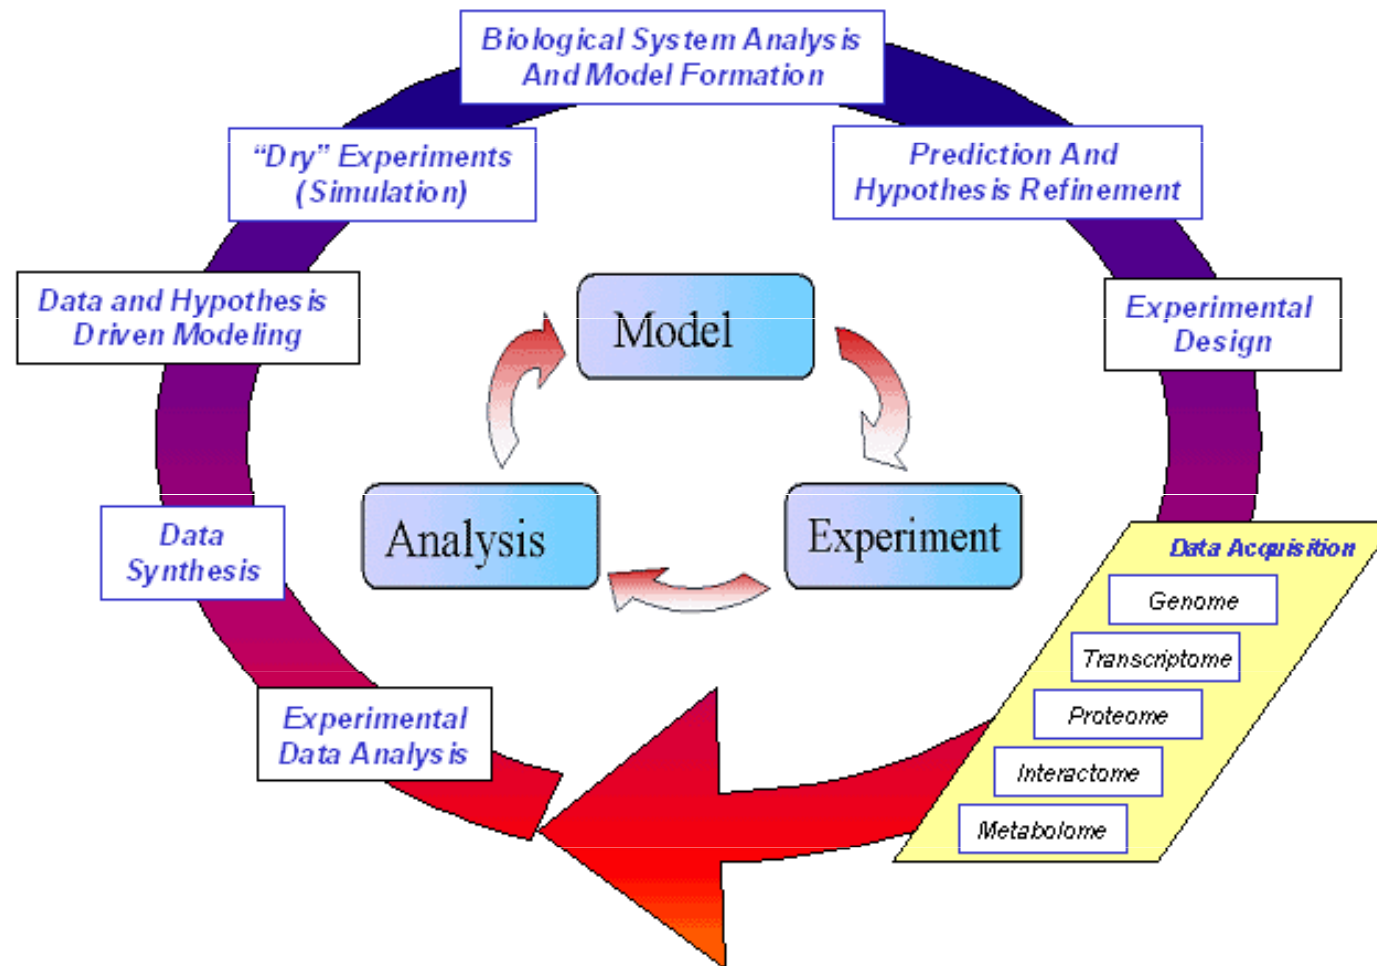 Biological System Analysis
And Model Formation
“Dry” Experiments
(Simulation)
Prediction And
Hypothesis Refinement
Data and Hypothesis
Driven Modeling
Model
Experimental
Design
Analysis
Experiment
Data
Synthesis
Data Acquisition
Genome
Transcriptome
Proteome
Interactome
Metabolome
Experimental
Data Analysis